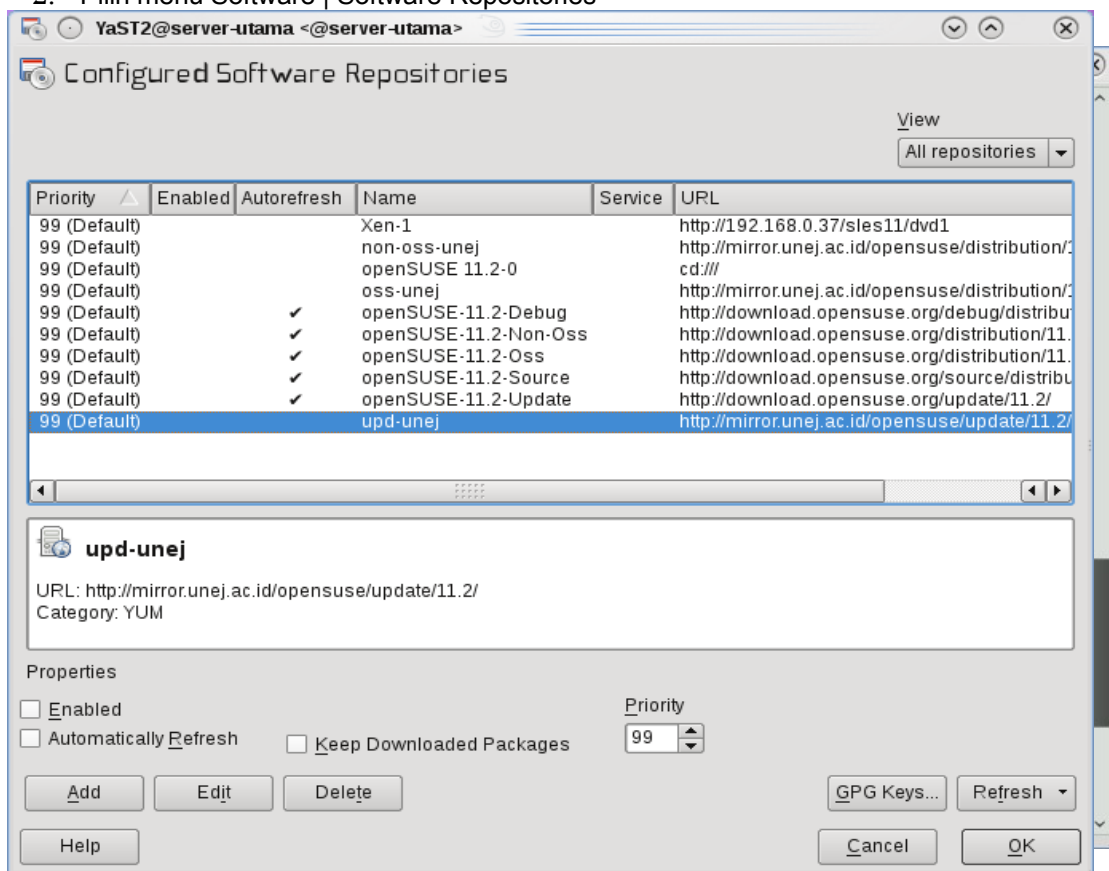 2. Pilih menu Software | Software Repositories
YaST2@server-utama <@server-utama>
Configured Software Repositories
View
All repositories
Priority Enabled Autorefresh Name Service URL
99 (Default) Xen-1 http://192.168.0.37/sles11/dvd1
99 (Default) non-oss-unej http://mirror.unej.ac.id/opensuse/distribution/1
99 (Default) openSUSE 11.2-0 cd:///
99 (Default) oss-unej http://mirror.unej.ac.id/opensuse/distribution/1
99 (Default) ✔ openSUSE-11.2-Debug http://download.opensuse.org/debug/distribu
99 (Default) ✔ openSUSE-11.2-Non-Oss http://download.opensuse.org/distribution/11.
99 (Default) ✔ openSUSE-11.2-Oss http://download.opensuse.org/distribution/11.
99 (Default) ✔ openSUSE-11.2-Source http://download.opensuse.org/source/distribu
99 (Default) ✔ openSUSE-11.2-Update http://download.opensuse.org/update/11.2/
99 (Default) upd-unej http://mirror.unej.ac.id/opensuse/update/11.2/
upd-unej
URL: http://mirror.unej.ac.id/opensuse/update/11.2/
Category: YUM
Properties
Enabled
Priority
Automatically Refresh Keep Downloaded Packages 99
Add Edit Delete GPG Keys... Refresh
Help Cancel OK